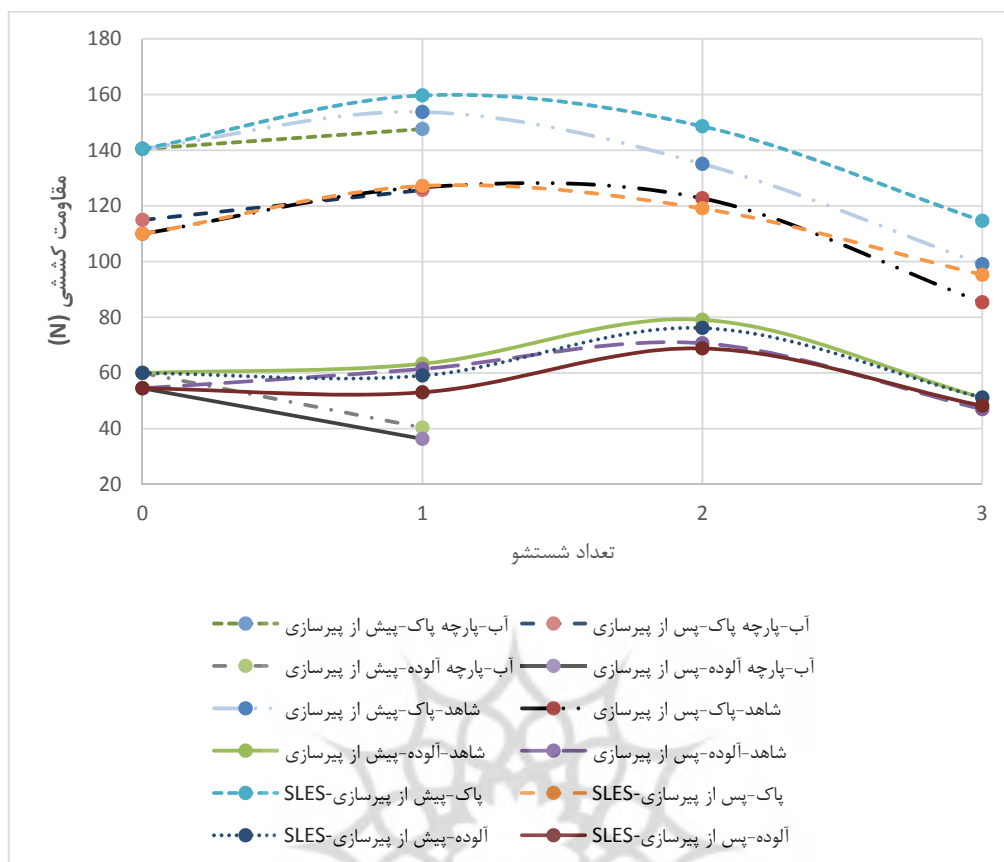 180
160
140
120
100
80
60
40
20
مقاومت کششی (N)
0 1 2 3
تعداد شستشو
آب-پارچه پاک-پیش از پیرسازی آب-پارچه پاک-پس از پیرسازی
آب-پارچه آلوده-پیش از پیرسازی آب-پارچه آلوده-پس از پیرسازی
شاهد-پاک-پیش از پیرسازی شاهد-پاک-پس از پیرسازی
شاهد-آلوده-پیش از پیرسازی شاهد-آلوده-پس از پیرسازی
SLES-پاک-پیش از پیرسازی SLES-پاک-پس از پیرسازی
SLES-آلوده-پیش از پیرسازی SLES-آلوده-پس از پیرسازی